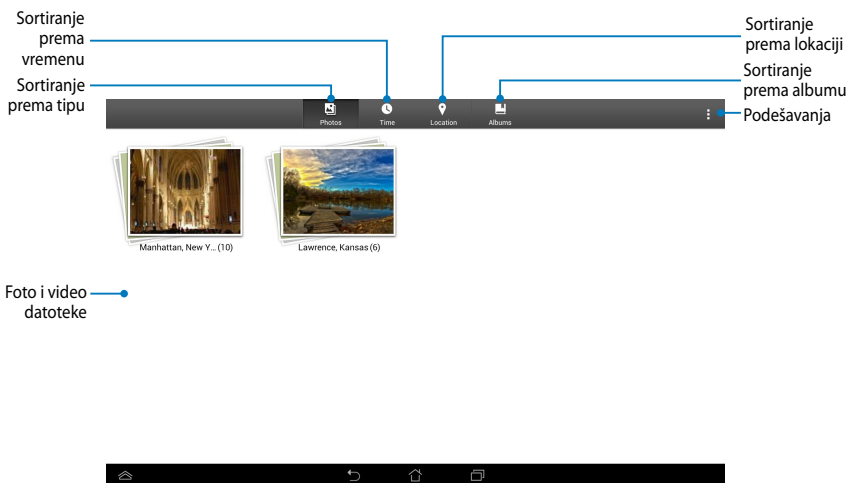 Sortiranje
prema
vremenu
Sortiranje
prema tipu
Sortiranje
prema lokaciji
Sortiranje
prema albumu
Podešavanja
Photos
Time
Location
Albums
Manhattan, New Y... (10)
Lawrence, Kansas (6)
Foto i video
datoteke